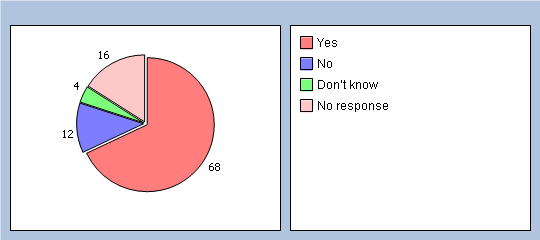 16
4
12
68
Yes
No
Don't know
No response